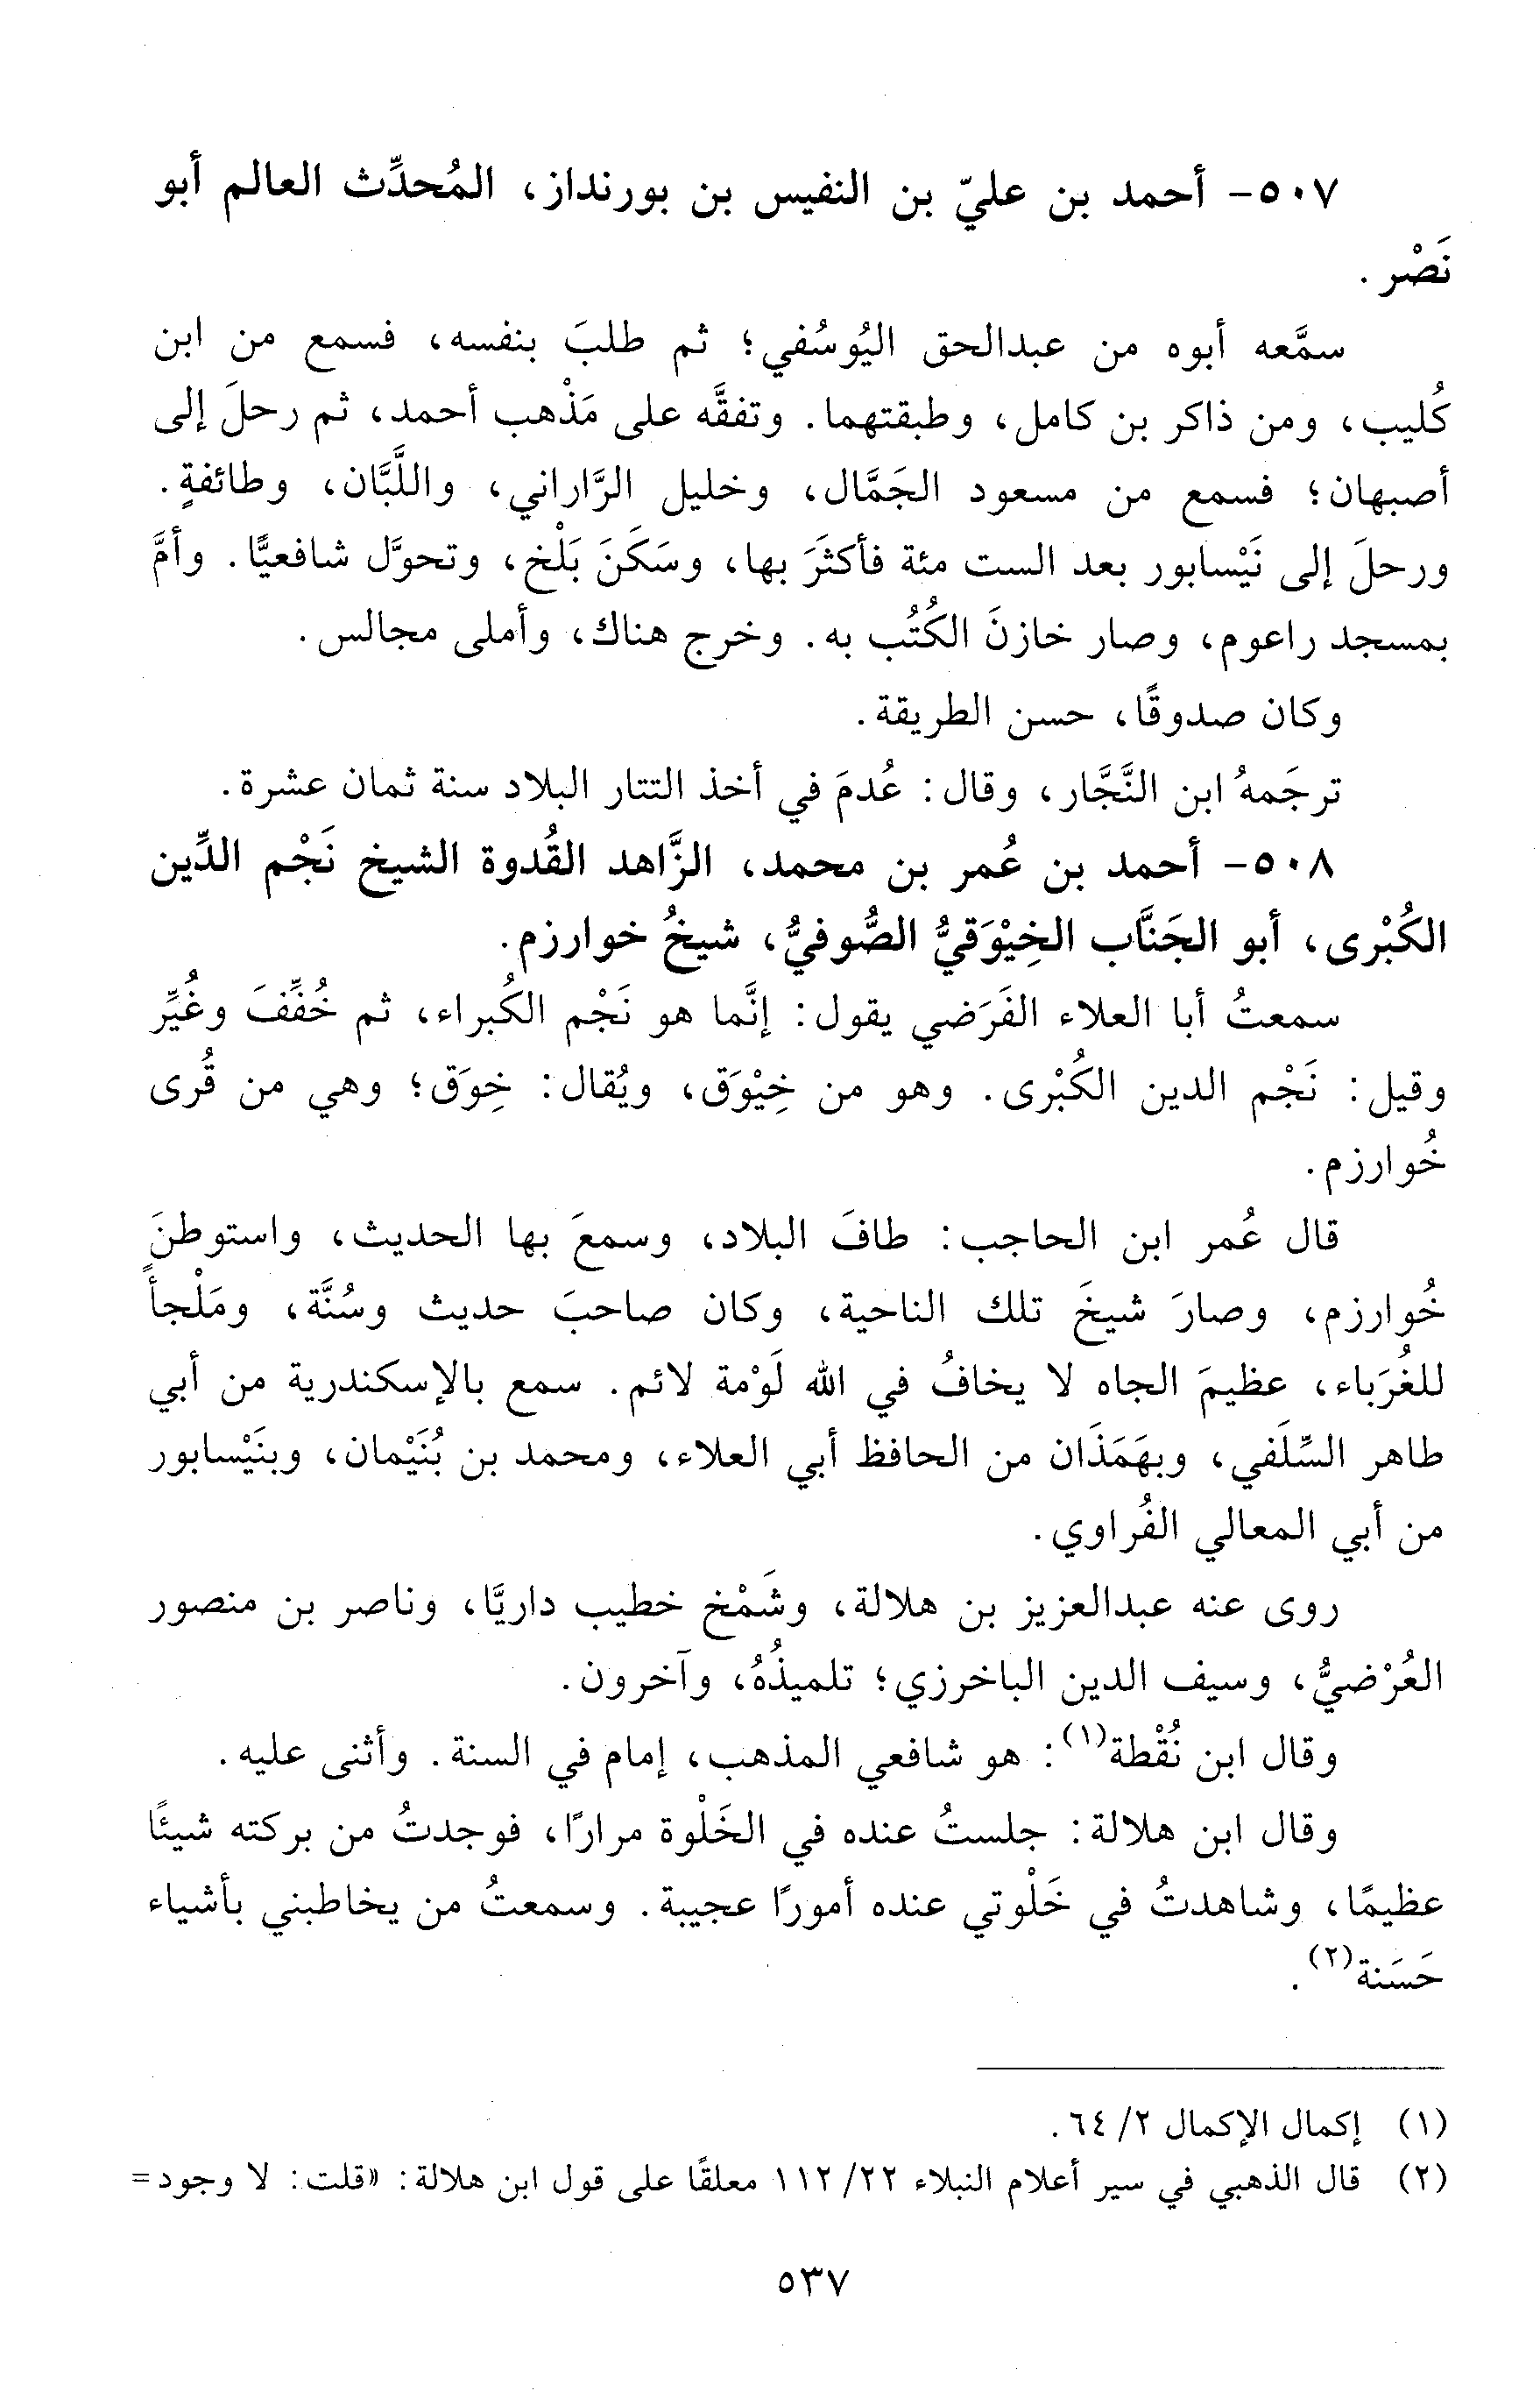 ٥٠٧- أحمد بن عليّ بن النفيس بن بورنداز، المُحدِّث العالم أبو
نَصْر.
سمَّعه أبوه من عبدالحق اليُوسُفي؛ ثم طلبَ بنفسه، فسمع من ابن
كُليب، ومن ذاكر بن كامل، وطبقتهما. وتفقَّه على مَذْهب أحمد، ثم رحلَ إلى
أصبهان؛ فسمع من مسعود الجَمَّال، وخليل الرَّاراني، واللَّبَّان، وطائفةٍ.
ورحلَ إلى نَيْسابور بعد الست مئة فأكثَرَ بها، وسَكَنَ بَلْخ، وتحوَّل شافعيًّا. وأمَّ
بمسجد راعوم، وصار خازنَ الكُتُب به. وخرج هناك، وأملى مجالس.
وكان صدوقًا، حسن الطريقة.
ترجَمهُ ابن النَّجَّار، وقال: عُدمَ في أخذ التتار البلاد سنة ثمان عشرة.
٥٠٨- أحمد بن عُمر بن محمد، الزَّاهد القُدوة الشيخ نَجْم الدِّين
الكُبْرى، أبو الجَنَّاب الخِيْوَقيُّ الصُّوفيُّ، شيخُ خوارزم.
سمعتُ أبا العلاء الفَرَضي يقول: إنَّما هو نَجْم الكُبراء، ثم خُفِّفَ وغُيِّر
وقيل: نَجْم الدين الكُبْرى. وهو من خِيْوَق، ويُقال: خِوَق؛ وهي من قُرى
خُوارزم.
قال عُمر ابن الحاجب: طافَ البلاد، وسمعَ بها الحديث، واستوطنَ
خُوارزم، وصارَ شيخَ تلك الناحية، وكان صاحبَ حديث وسُنَّة، ومَلْجأً
للغُرَباء، عظيمَ الجاه لا يخافُ في الله لَوْمة لائم. سمع بالإسكندرية من أبي
طاهر السِّلَفي، وبهَمَذَان من الحافظ أبي العلاء، ومحمد بن بُنَيْمان، وبنَيْسابور
من أبي المعالي الفُراوي.
روى عنه عبدالعزيز بن هلالة، وشَمْخ خطيب داريَّا، وناصر بن منصور
العُرْضيُّ، وسيف الدين الباخرزي؛ تلميذُهُ، وآخرون.
وقال ابن نُقْطة(١): هو شافعي المذهب، إمام في السنة. وأثنى عليه.
وقال ابن هلالة: جلستُ عنده في الخَلْوة مرارًا، فوجدتُ من بركته شيئًا
عظيمًا، وشاهدتُ في خَلْوتي عنده أمورًا عجيبة. وسمعتُ من يخاطبني بأشياء
حَسَنة(٢).
(١) إكمال الإكمال ٢/ ٦٤.
(٢) قال الذهبي في سير أعلام النبلاء ٢٢/ ١١٢ معلقًا على قول ابن هلالة: «قلت: لا وجود=
٥٣٧